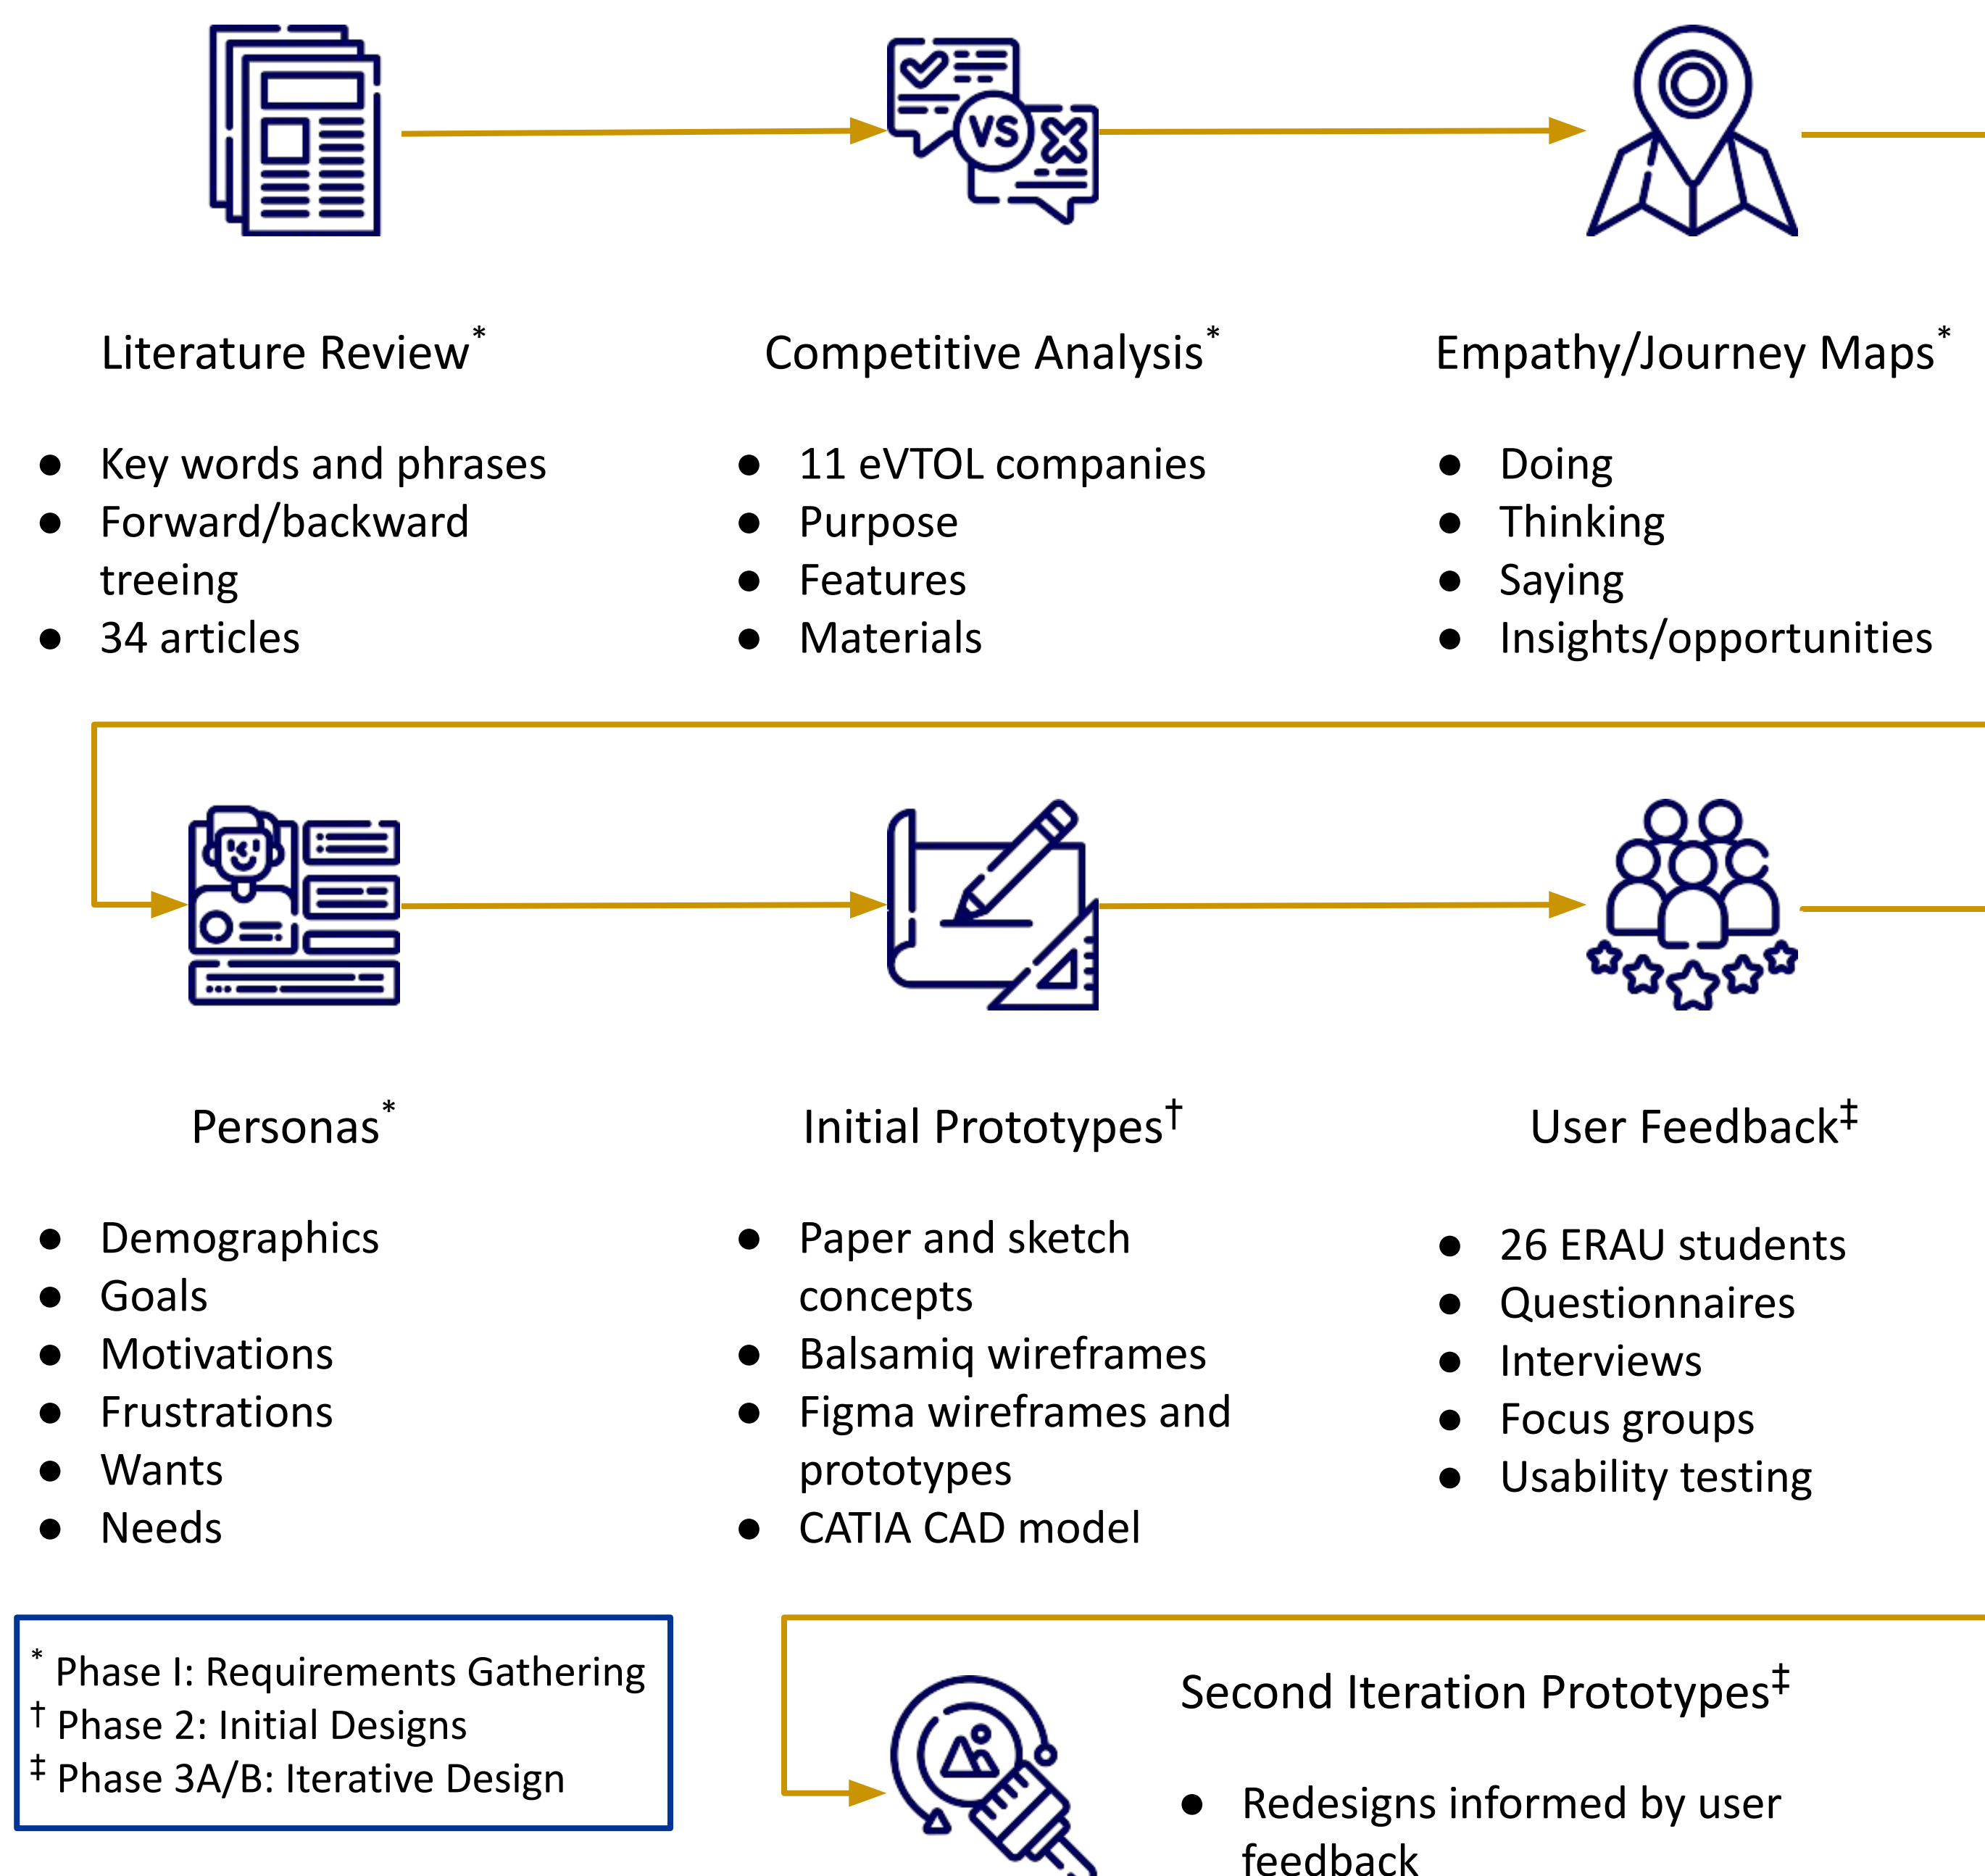 VS
Literature Review*
● Key words and phrases
● Forward/backward
treeing
● 34 articles
Competitive Analysis*
● 11 eVTOL companies
● Purpose
● Features
● Materials
Empathy/Journey Maps*
● Doing
● Thinking
● Saying
● Insights/opportunities
Personas*
● Demographics
● Goals
● Motivations
● Frustrations
● Wants
● Needs
Initial Prototypes†
● Paper and sketch
concepts
● Balsamiq wireframes
● Figma wireframes and
prototypes
● CATIA CAD model
User Feedback‡
● 26 ERAU students
● Questionnaires
● Interviews
● Focus groups
● Usability testing
* Phase I: Requirements Gathering
† Phase 2: Initial Designs
‡ Phase 3A/B: Iterative Design
Second Iteration Prototypes‡
● Redesigns informed by user
feedback